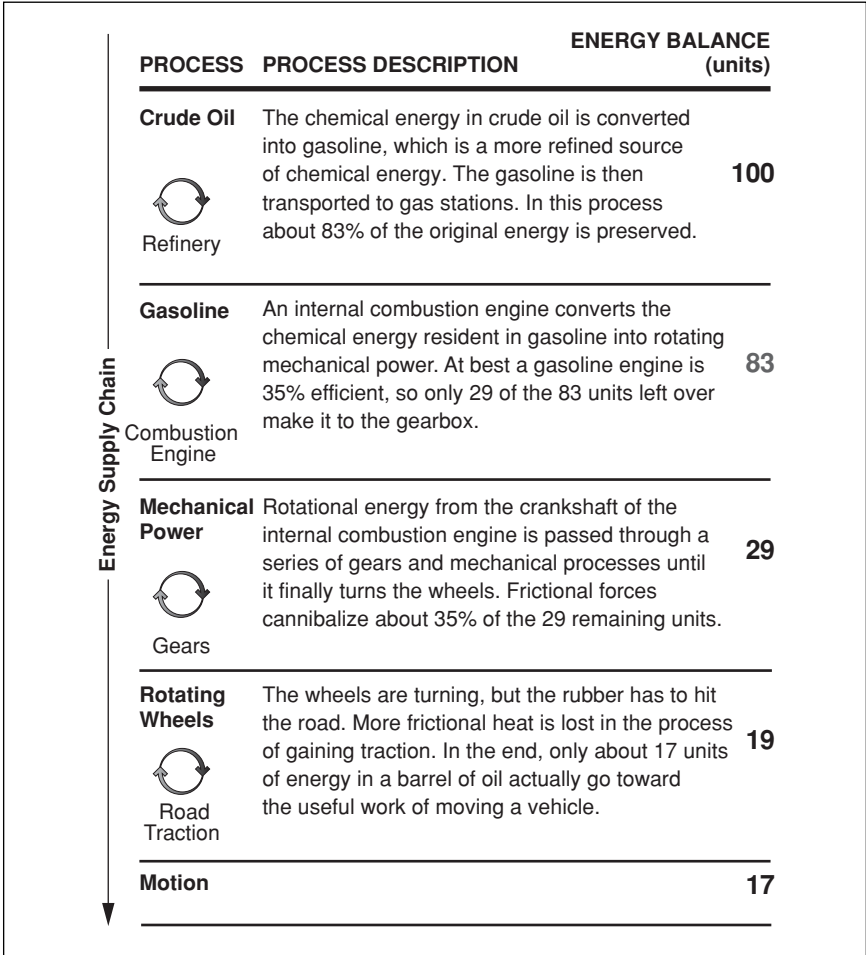 ENERGY BALANCE
PROCESS PROCESS DESCRIPTION (units)
Crude Oil The chemical energy in crude oil is converted
into gasoline, which is a more refined source
of chemical energy. The gasoline is then 100
transported to gas stations. In this process
about 83% of the original energy is preserved.
Refinery
Gasoline An internal combustion engine converts the
chemical energy resident in gasoline into rotating
mechanical power. At best a gasoline engine is 83
35% efficient, so only 29 of the 83 units left over
make it to the gearbox.
Combustion
Engine
Mechanical Rotational energy from the crankshaft of the
Power internal combustion engine is passed through a
series of gears and mechanical processes until 29
it finally turns the wheels. Frictional forces
cannibalize about 35% of the 29 remaining units.
Gears
Rotating The wheels are turning, but the rubber has to hit
Wheels the road. More frictional heat is lost in the process
of gaining traction. In the end, only about 17 units 19
of energy in a barrel of oil actually go toward
the useful work of moving a vehicle.
Road
Traction
Motion 17
Energy Supply Chain